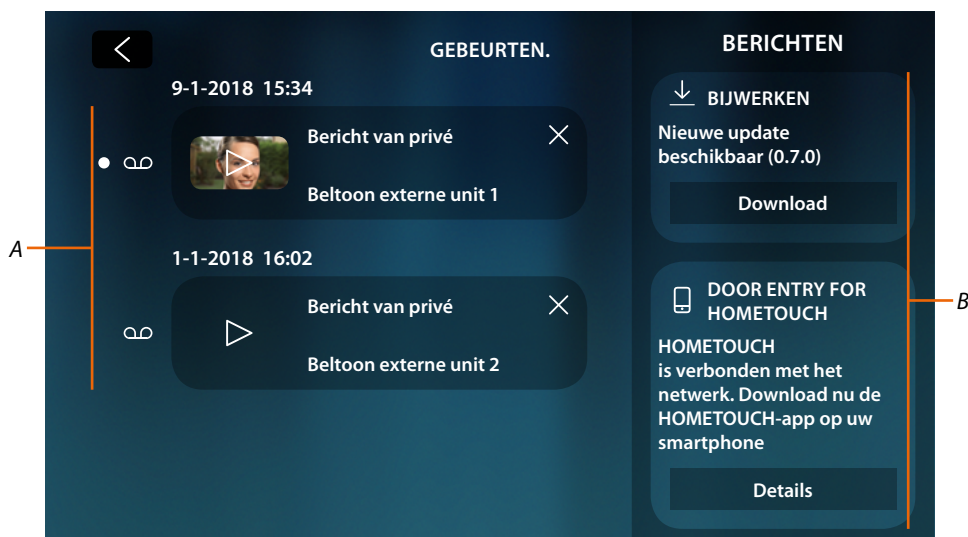 GEBEURTEN.
9-1-2018 15:34
Bericht van privé
Beltoon externe unit 1
1-1-2018 16:02
Bericht van privé
Beltoon externe unit 2
A
BERICHTEN
BIJWERKEN
Nieuwe update
beschikbaar (0.7.0)
Download
DOOR ENTRY FOR
HOMETOUCH
HOMETOUCH
is verbonden met het
netwerk. Download nu de
HOMETOUCH-app op uw
smartphone
Details
B